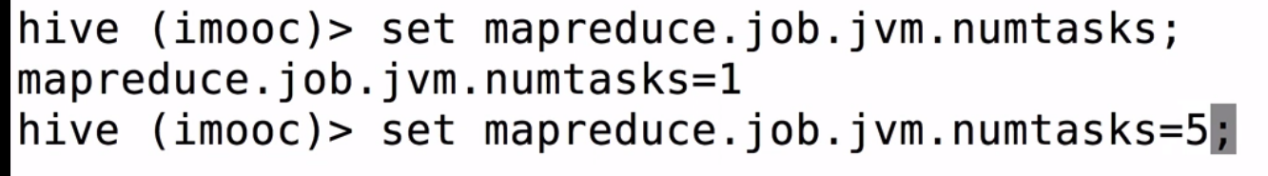 hive (imooc)> set mapreduce.job.jvm.numtasks;
mapreduce.job.jvm.numtasks=1
hive (imooc)> set mapreduce.job.jvm.numtasks=5;